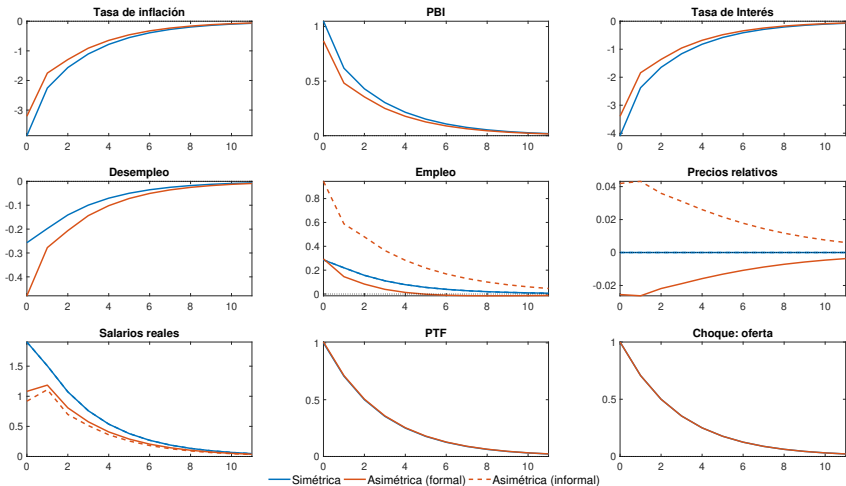 Tasa de inflación
0
-1
-2
-3
0 2 4 6 8 10
PBI
1
0.5
0
0 2 4 6 8 10
Tasa de Interés
0
-1
-2
-3
-4
0 2 4 6 8 10
Desempleo
0
-0.1
-0.2
-0.3
-0.4
0 2 4 6 8 10
Empleo
0.8
0.6
0.4
0.2
0
0 2 4 6 8 10
Precios relativos
0.04
0.02
0
-0.02
0 2 4 6 8 10
Salarios reales
1.5
1
0.5
0
0 2 4 6 8 10
PTF
1
0.5
0
0 2 4 6 8 10
Choque: oferta
1
0.5
0
0 2 4 6 8 10
Simétrica Asimétrica (formal) Asimétrica (informal)